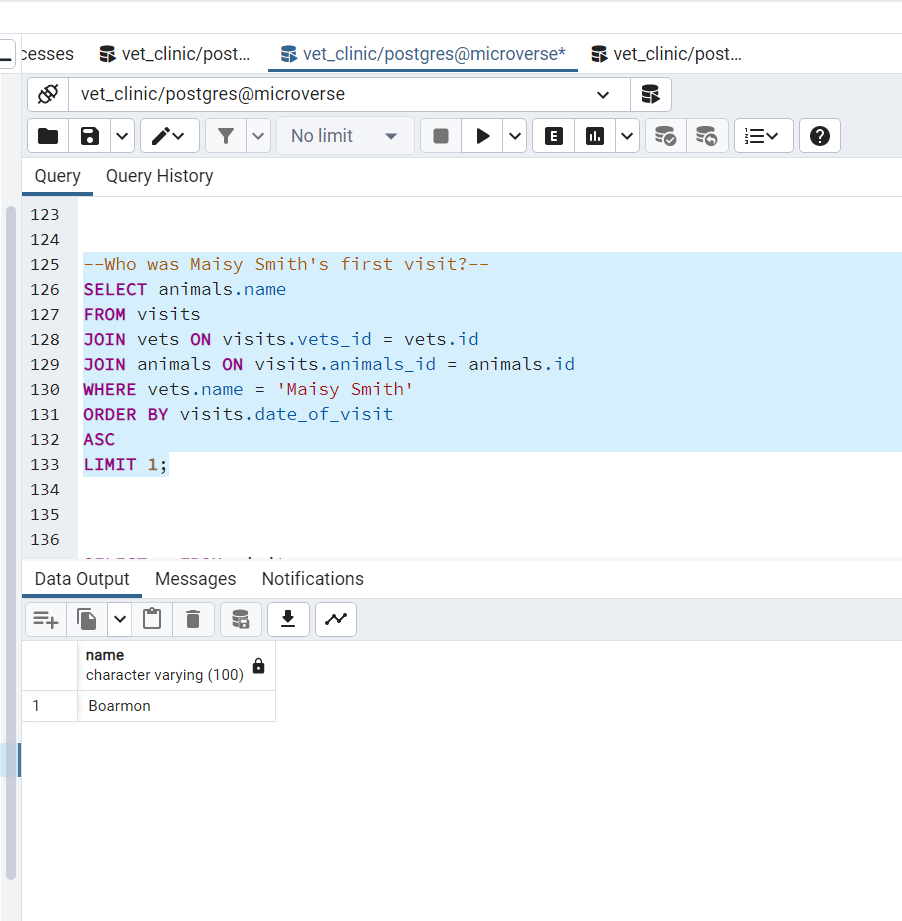 cesses
vet_clinic/post...
vet_clinic/postgres@microverse*
vet_clinic/post...
vet_clinic/postgres@microverse
No limit
E
Query
Query History
123
124
125 --Who was Maisy Smith's first visit?--
126 SELECT animals.name
127 FROM visits
128 JOIN vets ON visits.vets_id = vets.id
129 JOIN animals ON visits.animals_id = animals.id
130 WHERE vets.name = 'Maisy Smith'
131 ORDER BY visits.date_of_visit
132 ASC
133 LIMIT 1;
134
135
136
Data Output
Messages
Notifications
name
character varying (100)
1 Boarmon